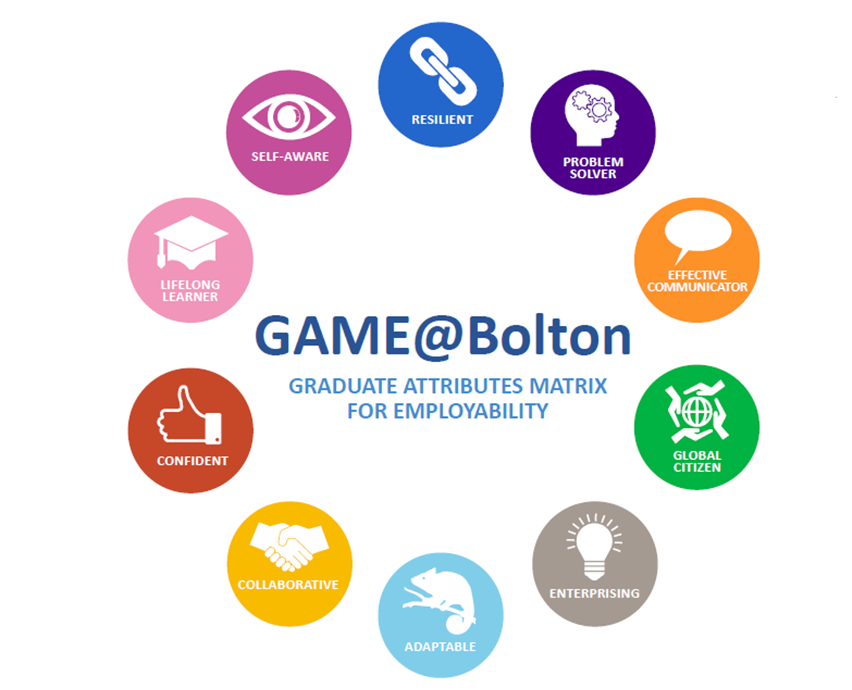 RESILIENT
PROBLEM
SOLVER
EFFECTIVE
COMMUNICATOR
GLOBAL
CITIZEN
ENTERPRISING
ADAPTABLE
COLLABORATIVE
CONFIDENT
LIFELONG
LEARNER
SELF-AWARE
GAME@Bolton
GRADUATE ATTRIBUTES MATRIX
FOR EMPLOYABILITY